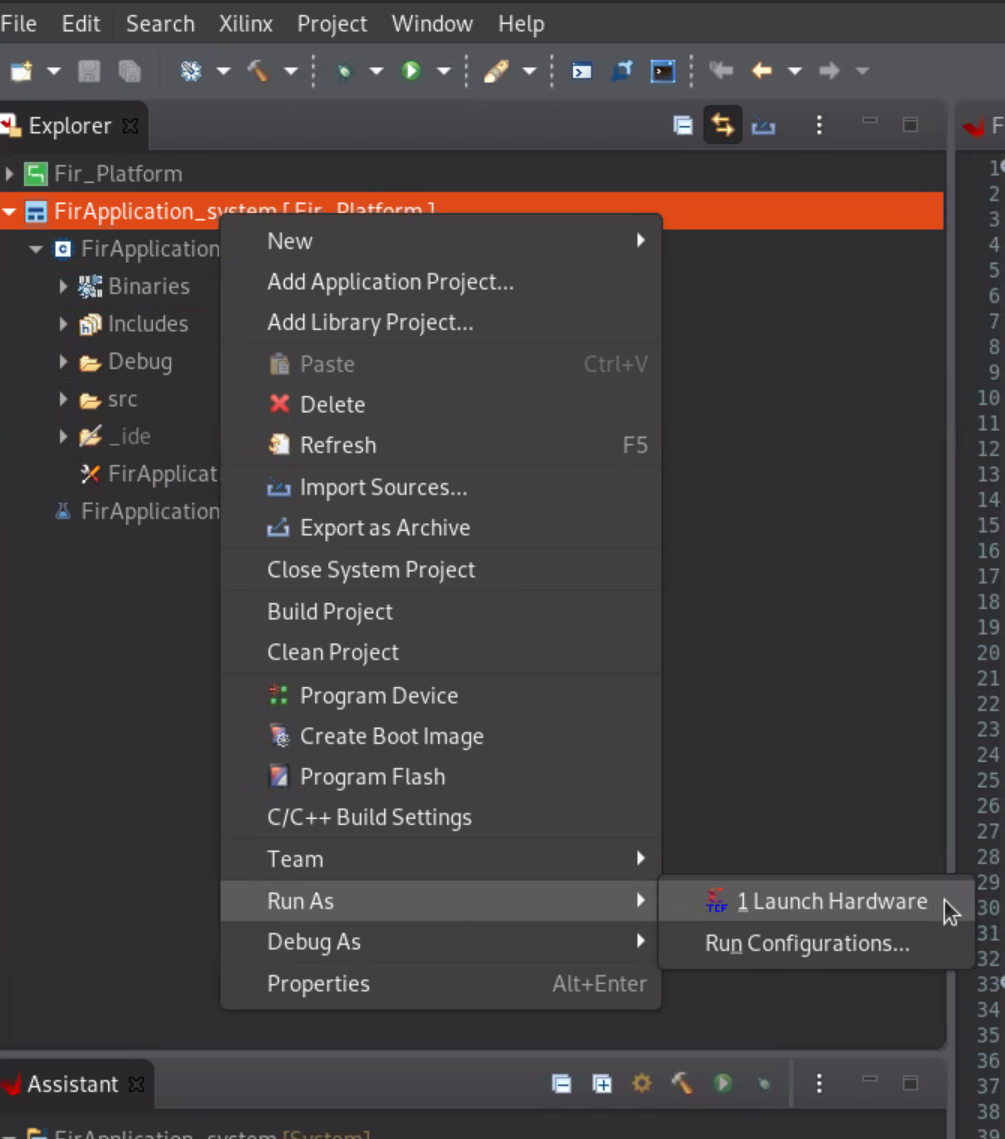 File Edit Search Xilinx Project Window Help
Explorer
Fir_Platform
FirApplication_system [ Fir_Platform ]
FirApplication
Binaries
Includes
Debug
src
_ide
FirApplicat
FirApplication
New
Add Application Project...
Add Library Project...
Paste Ctrl+V
Delete
Refresh F5
Import Sources...
Export as Archive
Close System Project
Build Project
Clean Project
Program Device
Create Boot Image
Program Flash
C/C++ Build Settings
Team
Run As
Debug As
Properties Alt+Enter
TCF 1 Launch Hardware
Run Configurations...
F
1
2
3
4
5
6
7
8
9
10
11
12
13
14
15
16
17
18
19
20
21
22
23
24
25
26
27
28
29
30
31
32
33
34
35
36
37
38
39
Assistant
FirApplication_system [System]